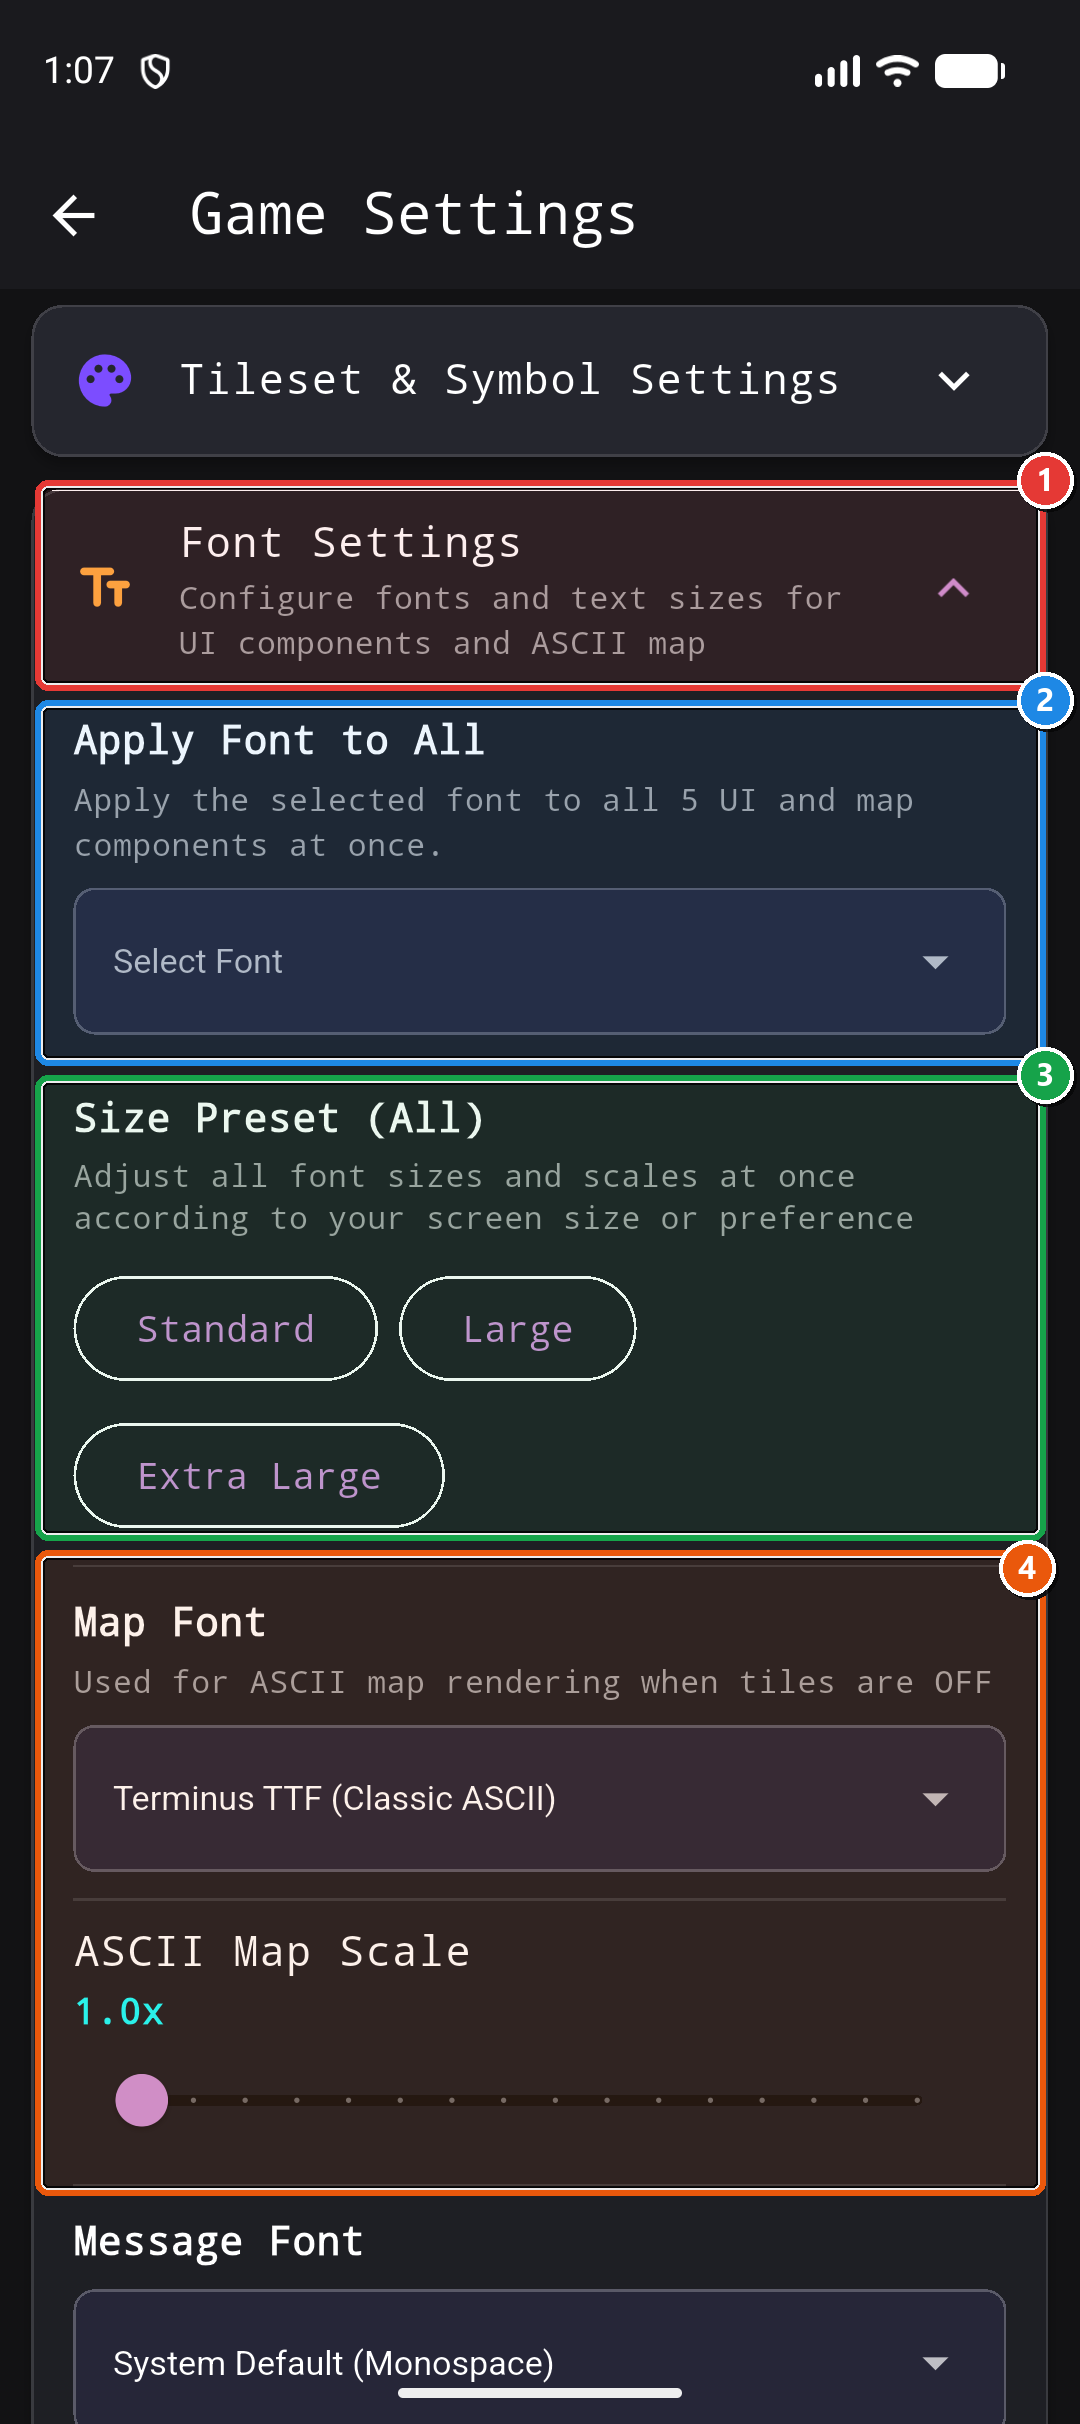 1:07
Game Settings
Tileset & Symbol Settings
1
Font Settings
Configure fonts and text sizes for
UI components and ASCII map
2
Apply Font to All
Apply the selected font to all 5 UI and map
components at once.
Select Font
3
Size Preset (All)
Adjust all font sizes and scales at once
according to your screen size or preference
Standard Large
Extra Large
4
Map Font
Used for ASCII map rendering when tiles are OFF
Terminus TTF (Classic ASCII)
ASCII Map Scale
1.0x
Message Font
System Default (Monospace)